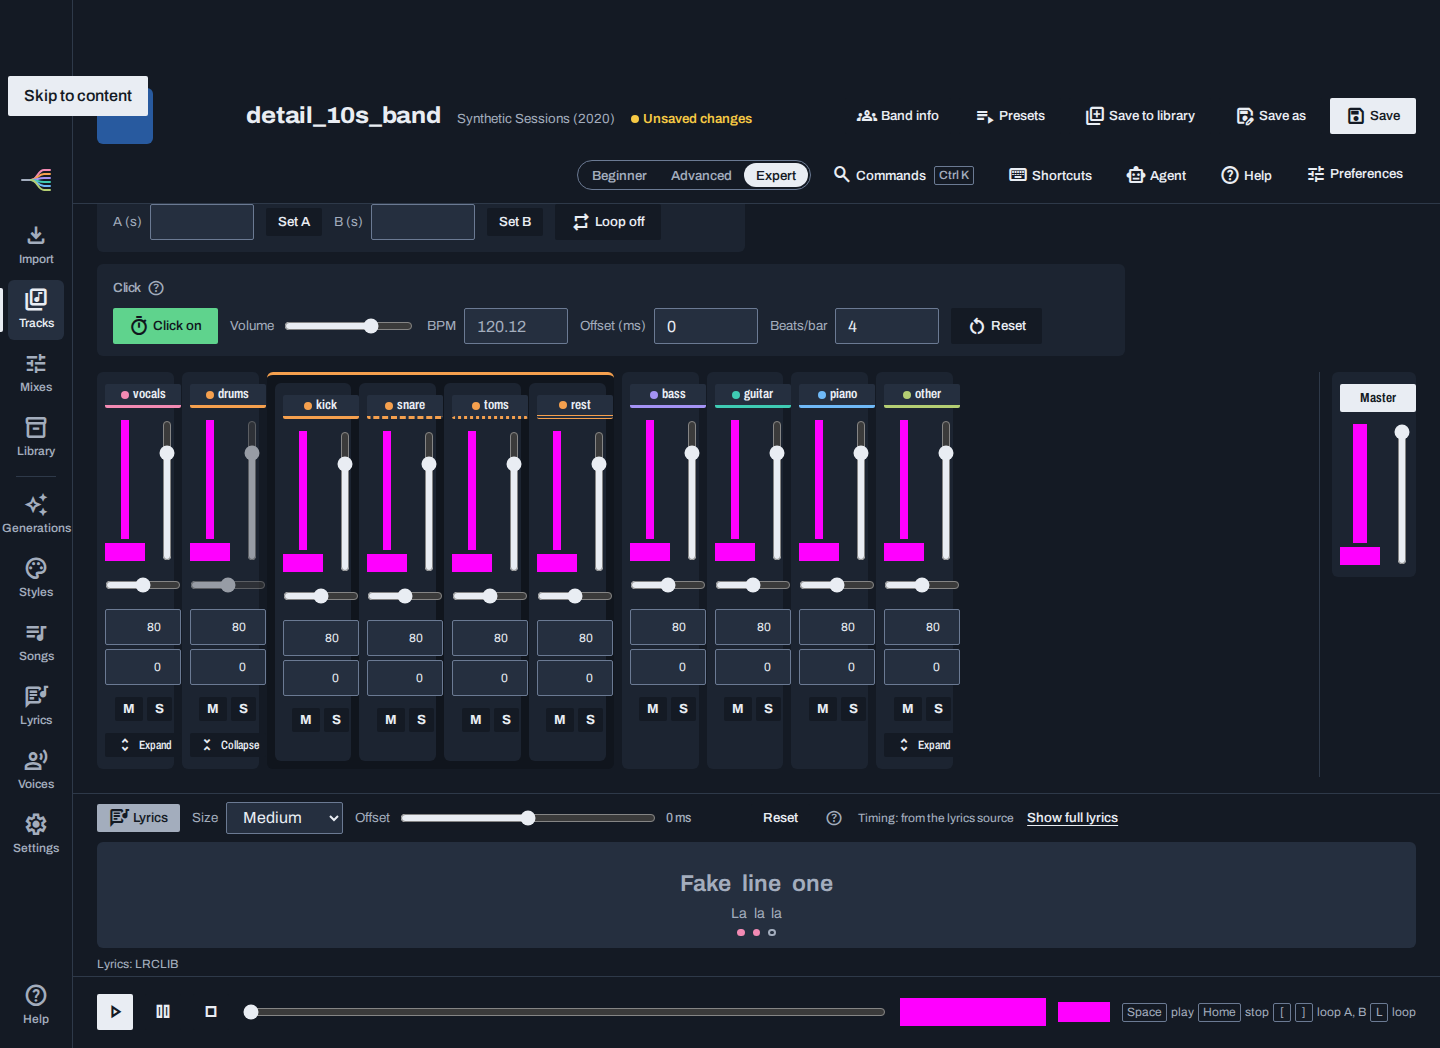 Skip to content
detail_10s_band Synthetic Sessions (2020) Unsaved changes Band info Presets Save to library Save as Save
Beginner Advanced Expert Commands Ctrl K Shortcuts Agent Help Preferences
Import
Tracks
Mixes
Library
Generations
Styles
Songs
Lyrics
Voices
Settings
Help
A (s) Set A B (s) Set B Loop off
Click
Click on Volume BPM 120.12 Offset (ms) 0 Beats/bar 4 Reset
vocals drums kick snare toms rest bass guitar piano other Master
80 80 80 80 80 80 80 80 80 80
0 0 0 0 0 0 0 0 0 0
M S M S M S M S M S M S M S M S M S M S
Expand Collapse Expand
Lyrics Size Medium Offset 0 ms Reset Timing: from the lyrics source Show full lyrics
Fake line one
La la la
Lyrics: LRCLIB
Space play Home stop [ ] loop A, B L loop